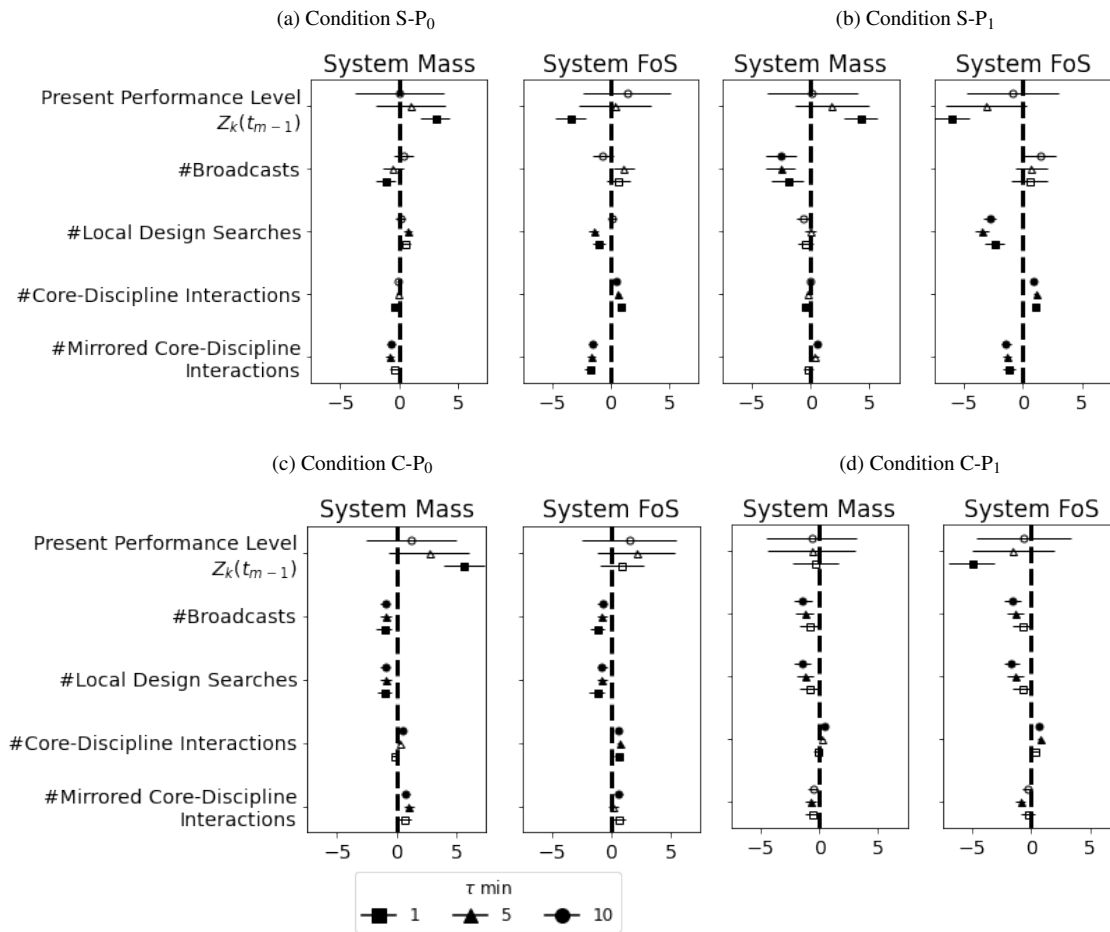 (a) Condition S-P₀
(b) Condition S-P₁
System Mass
System FoS
System Mass
System FoS
Present Performance Level
Zₖ(tₘ₋₁)
#Broadcasts
#Local Design Searches
#Core-Discipline Interactions
#Mirrored Core-Discipline
Interactions
−5 0 5
−5 0 5
−5 0 5
−5 0 5
(c) Condition C-P₀
(d) Condition C-P₁
System Mass
System FoS
System Mass
System FoS
Present Performance Level
Zₖ(tₘ₋₁)
#Broadcasts
#Local Design Searches
#Core-Discipline Interactions
#Mirrored Core-Discipline
Interactions
−5 0 5
−5 0 5
−5 0 5
−5 0 5
τ min
1 5 10